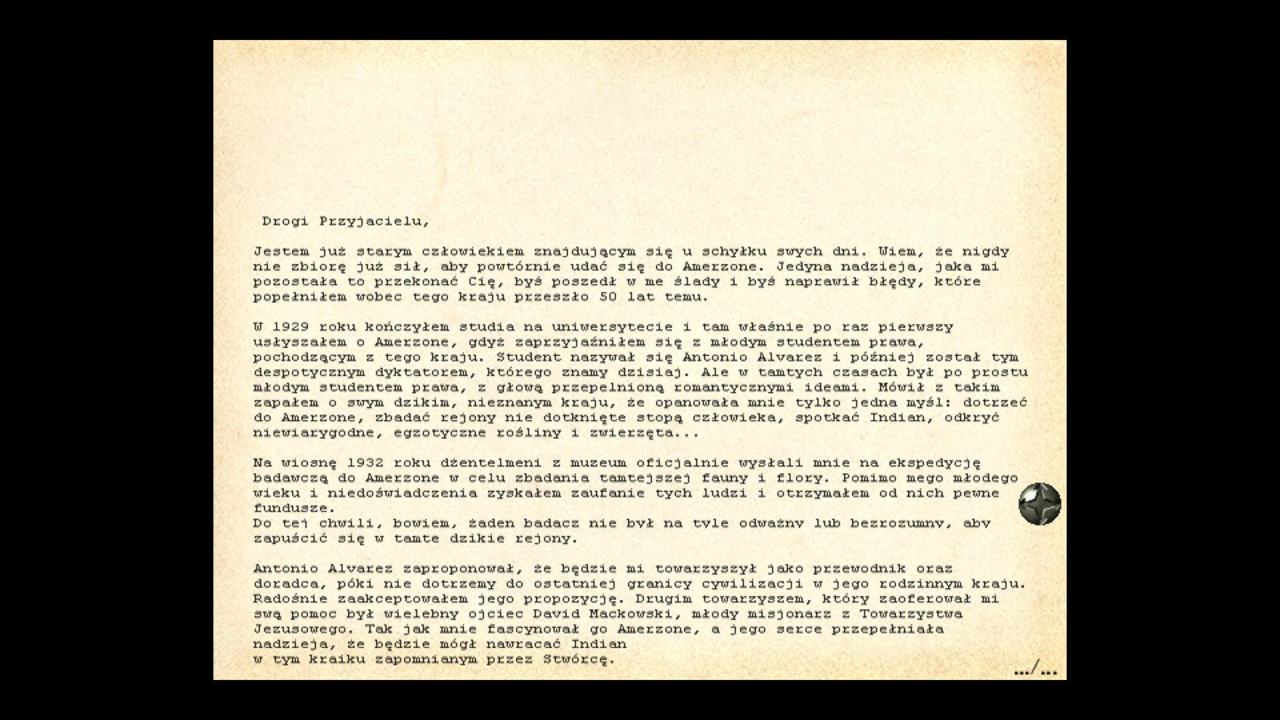 Drogi Przyjacielu,
Jestem już starym człowiekiem znajdującym się u schyłku swych dni. Wiem, że nigdy
nie zbiorę już sił, aby powtórnie udać się do Amerzone. Jedyna nadzieja, jaka mi
pozostała to przekonać Cię, byś poszedł w me ślady i byś naprawił błędy, które
popełniłem wobec tego kraju przeszło 50 lat temu.
W 1929 roku kończyłem studia na uniwersytecie i tam właśnie po raz pierwszy
usłyszałem o Amerzone, gdyż zaprzyjaźniłem się z młodym studentem prawa,
pochodzącym z tego kraju. Student nazywał się Antonio Alvarez i później został tym
despotycznym dyktatorem, którego znamy dzisiaj. Ale w tamtych czasach był po prostu
młodym studentem prawa, z głową przepelnioną romantycznymi ideami. Mówił z takim
zapałem o swym dzikim, nieznanym kraju, że opanowała mnie tylko jedna myśl: dotrzeć
do Amerzone, zbadać rejony nie dotknięte stopą człowieka, spotkać Indian, odkryć
niewiarygodne, egzotyczne rośliny i zwierzęta...
Na wiosnę 1932 roku dżentelmeni z muzeum oficjalnie wysłali mnie na ekspedycję
badawczą do Amerzone w celu zbadania tamtejszej fauny i flory. Pomimo mego młodego
wieku i niedoświadczenia zyskałem zaufanie tych ludzi i otrzymałem od nich pewne
fundusze.
Do tej chwili, bowiem, żaden badacz nie był na tyle odważny lub bezrozumny, aby
zapuścić się w tamte dzikie rejony.
Antonio Alvarez zaproponował, że będzie mi towarzyszył jako przewodnik oraz
doradca, póki nie dotrzemy do ostatniej granicy cywilizacji w jego rodzinnym kraju.
Radośnie zaakceptowałem jego propozycję. Drugim towarzyszem, który zaoferował mi
swą pomoc był wielebny ojciec David Mackowski, młody misjonarz z Towarzystwa
Jezusowego. Tak jak mnie fascynował go Amerzone, a jego serce przepełniała
nadzieja, że będzie mógł nawracać Indian
w tym kraiku zapomnianym przez Stwórcę.
…/…